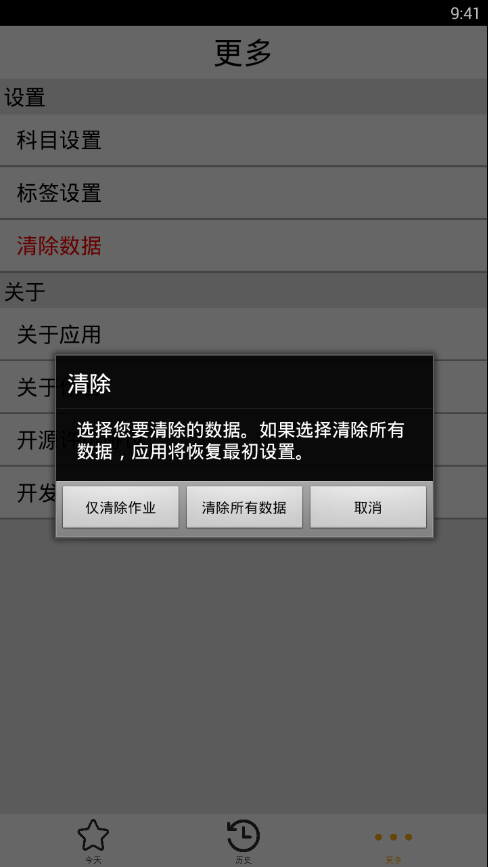 9:41
更多
设置
科目设置
标签设置
清除数据
关于
关于应用
关于
开源许
开发
清除
选择您要清除的数据。如果选择清除所有
数据，应用将恢复最初设置。
仅清除作业
清除所有数据
取消
今天
历史
更多